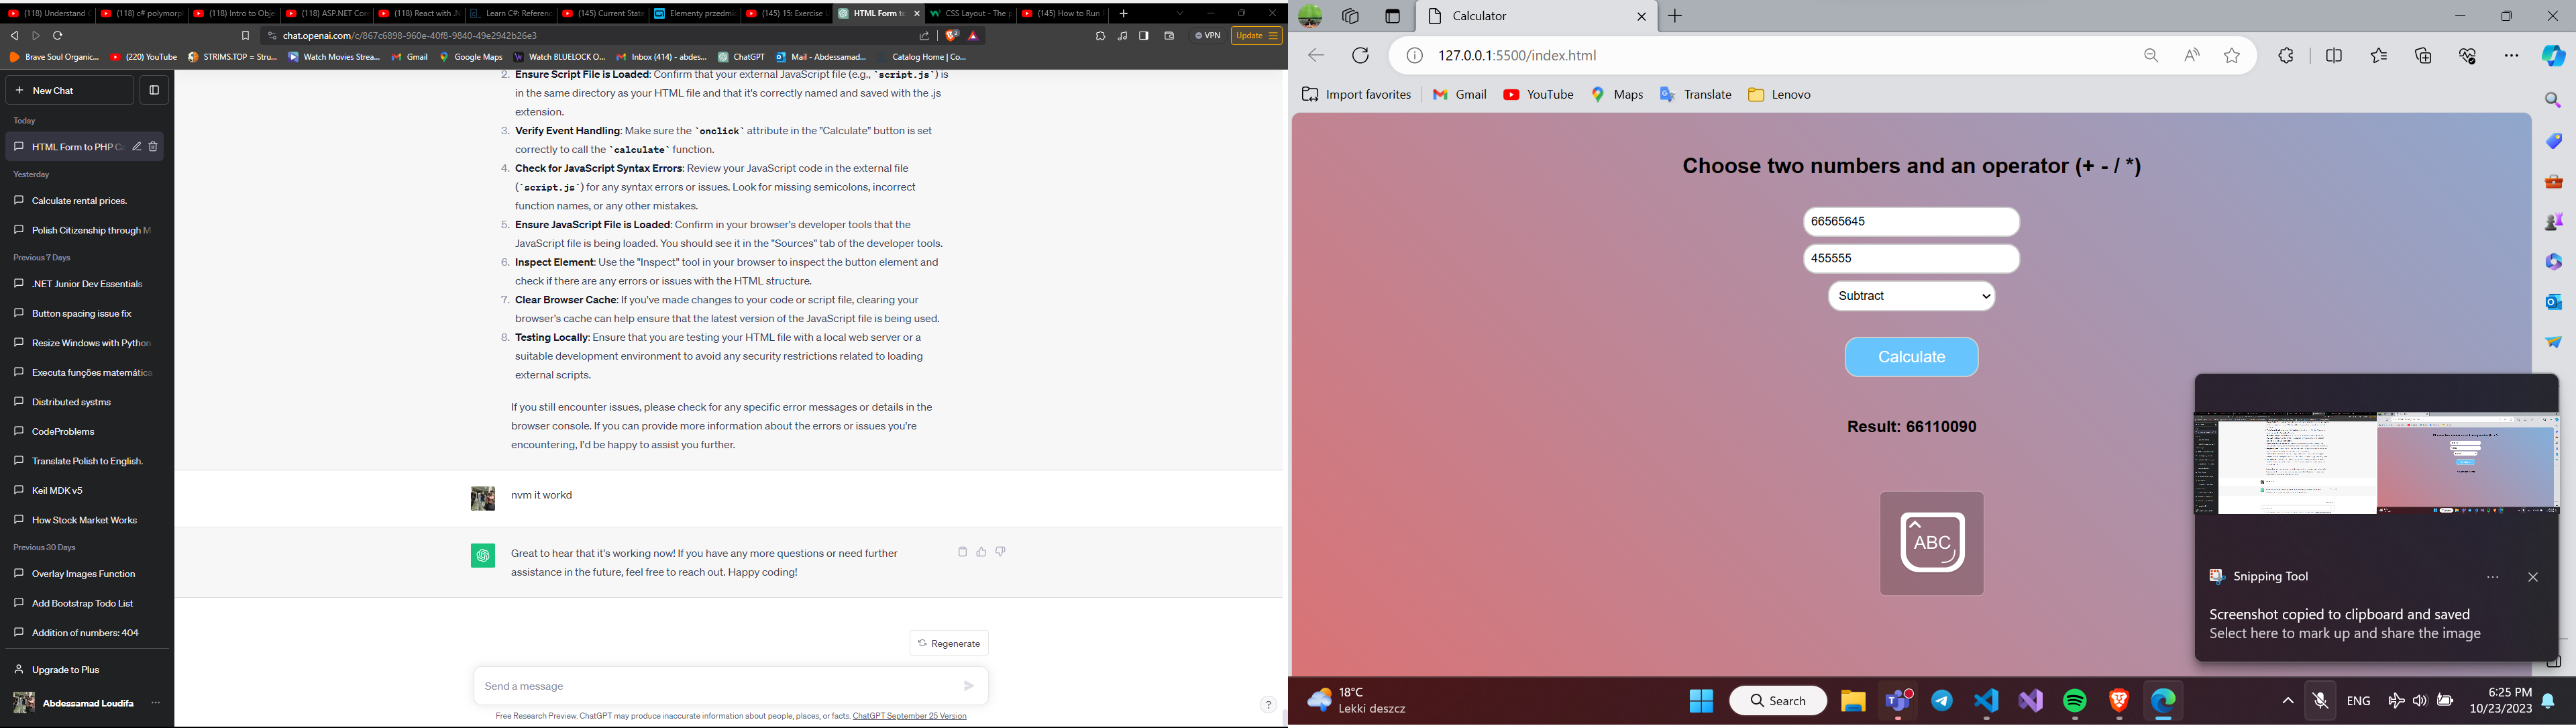 (118) Understand C
(118) c# polymorp
(118) Intro to Obje
(118) ASP.NET Cor
(118) React with .N
Learn C#: Referenc
(145) Current State
Elementy przedmio
(145) 15: Exercise
HTML Form to
CSS Layout - The p
(145) How to Run P
chat.openai.com/c/867c6898-960e-40f8-9840-49e2942b26e3
2
VPN
Update
Brave Soul Organic...
(220) YouTube
STRIMS.TOP = Stru...
Watch Movies Strea...
Gmail
Google Maps
Watch BLUELOCK O...
Inbox (414) - abdes...
ChatGPT
Mail - Abdessamad...
Catalog Home | Co...
New Chat
Today
HTML Form to PHP Ca
Yesterday
Calculate rental prices.
Polish Citizenship through M
Previous 7 Days
.NET Junior Dev Essentials
Button spacing issue fix
Resize Windows with Python
Executa funções matemática
Distributed systms
CodeProblems
Translate Polish to English.
Keil MDK v5
How Stock Market Works
Previous 30 Days
Overlay Images Function
Add Bootstrap Todo List
Addition of numbers: 404
Upgrade to Plus
Abdessamad Loudifa
2. Ensure Script File is Loaded: Confirm that your external JavaScript file (e.g., `script.js`) is
in the same directory as your HTML file and that it's correctly named and saved with the .js
extension.
3. Verify Event Handling: Make sure the `onclick` attribute in the "Calculate" button is set
correctly to call the `calculate` function.
4. Check for JavaScript Syntax Errors: Review your JavaScript code in the external file
(`script.js`) for any syntax errors or issues. Look for missing semicolons, incorrect
function names, or any other mistakes.
5. Ensure JavaScript File is Loaded: Confirm in your browser's developer tools that the
JavaScript file is being loaded. You should see it in the "Sources" tab of the developer tools.
6. Inspect Element: Use the "Inspect" tool in your browser to inspect the button element and
check if there are any errors or issues with the HTML structure.
7. Clear Browser Cache: If you've made changes to your code or script file, clearing your
browser's cache can help ensure that the latest version of the JavaScript file is being used.
8. Testing Locally: Ensure that you are testing your HTML file with a local web server or a
suitable development environment to avoid any security restrictions related to loading
external scripts.
If you still encounter issues, please check for any specific error messages or details in the
browser console. If you can provide more information about the errors or issues you're
encountering, I'd be happy to assist you further.
nvm it workd
Great to hear that it's working now! If you have any more questions or need further
assistance in the future, feel free to reach out. Happy coding!
Regenerate
Send a message
Free Research Preview. ChatGPT may produce inaccurate information about people, places, or facts. ChatGPT September 25 Version
?
Calculator
127.0.0.1:5500/index.html
Import favorites
Gmail
YouTube
Maps
Translate
Lenovo
Choose two numbers and an operator (+ - / *)
66565645
455555
Subtract
Calculate
Result: 66110090
ABC
Snipping Tool
Screenshot copied to clipboard and saved
Select here to mark up and share the image
18°C
Lekki deszcz
Search
ENG
6:25 PM
10/23/2023